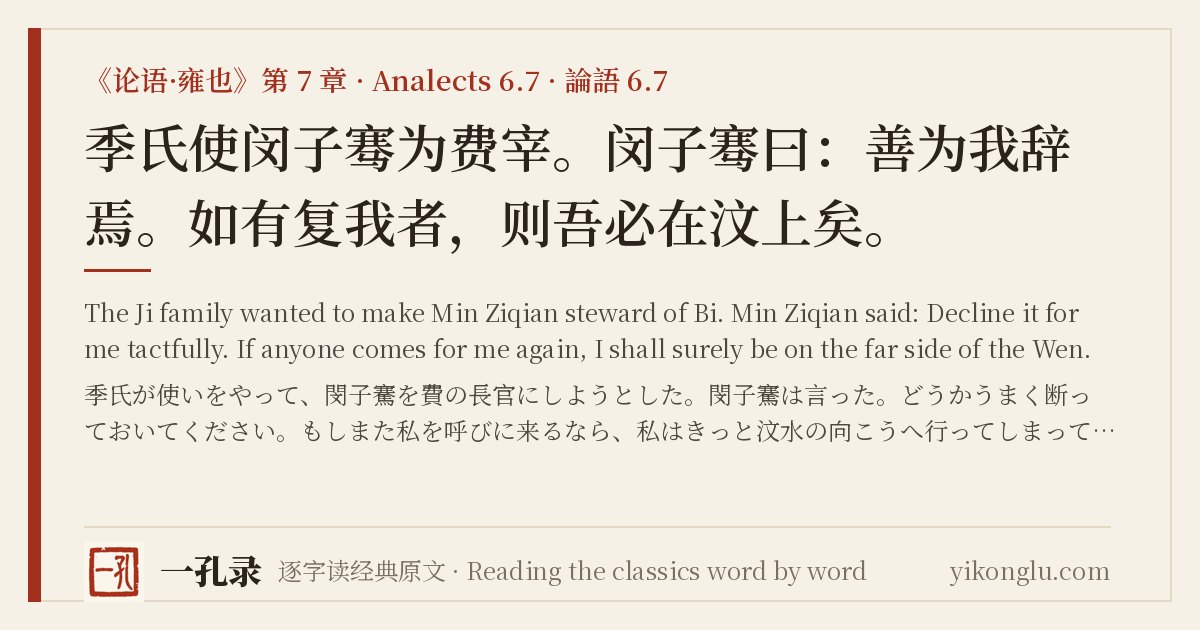 《论语·雍也》第 7 章 · Analects 6.7 · 論語 6.7
季氏使闵子骞为费宰。闵子骞曰：善为我辞
焉。如有复我者，则吾必在汶上矣。
The Ji family wanted to make Min Ziqian steward of Bi. Min Ziqian said: Decline it for
me tactfully. If anyone comes for me again, I shall surely be on the far side of the Wen.
季氏が使いをやって、閔子騫を費の長官にしようとした。閔子騫は言った。どうかうまく断っ
ておいてください。もしまた私を呼びに来るなら、私はきっと汶水の向こうへ行ってしまって…
一孔
一孔录 逐字读经典原文 · Reading the classics word by word yikonglu.com